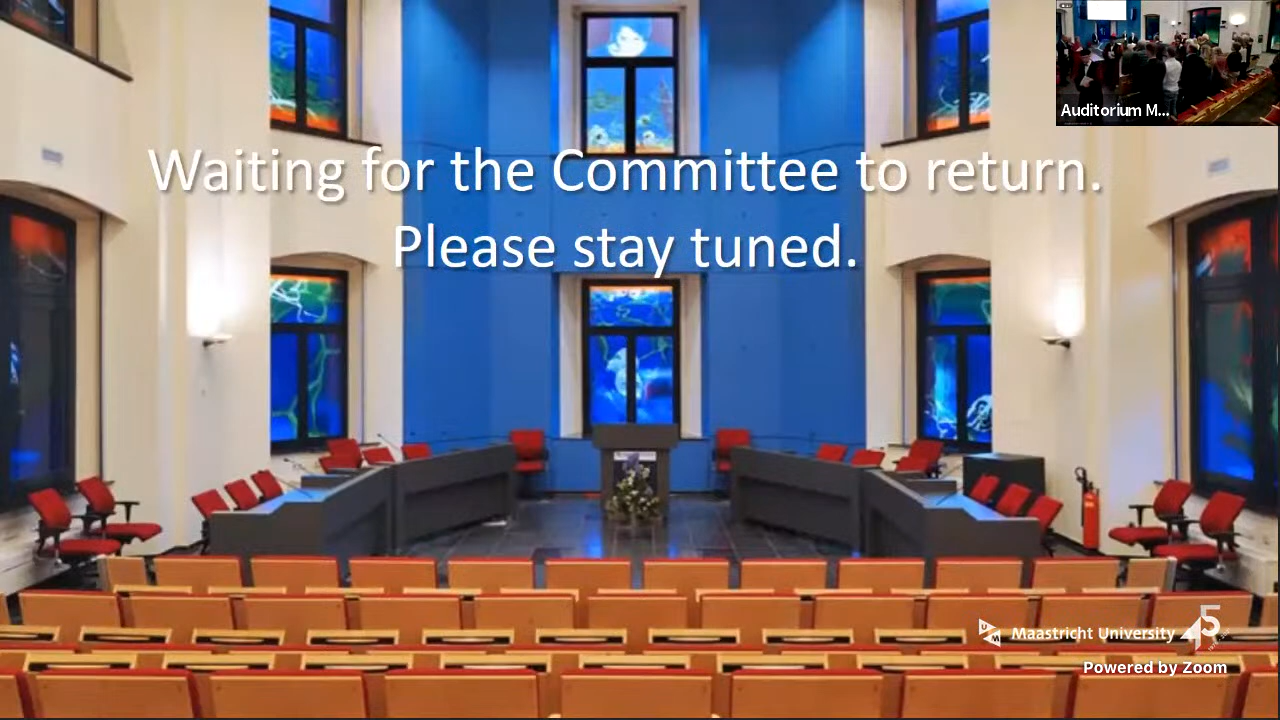 Auditorium M...
Waiting for the Committee to return.
Please stay tuned.
Maastricht University
45
Powered by Zoom